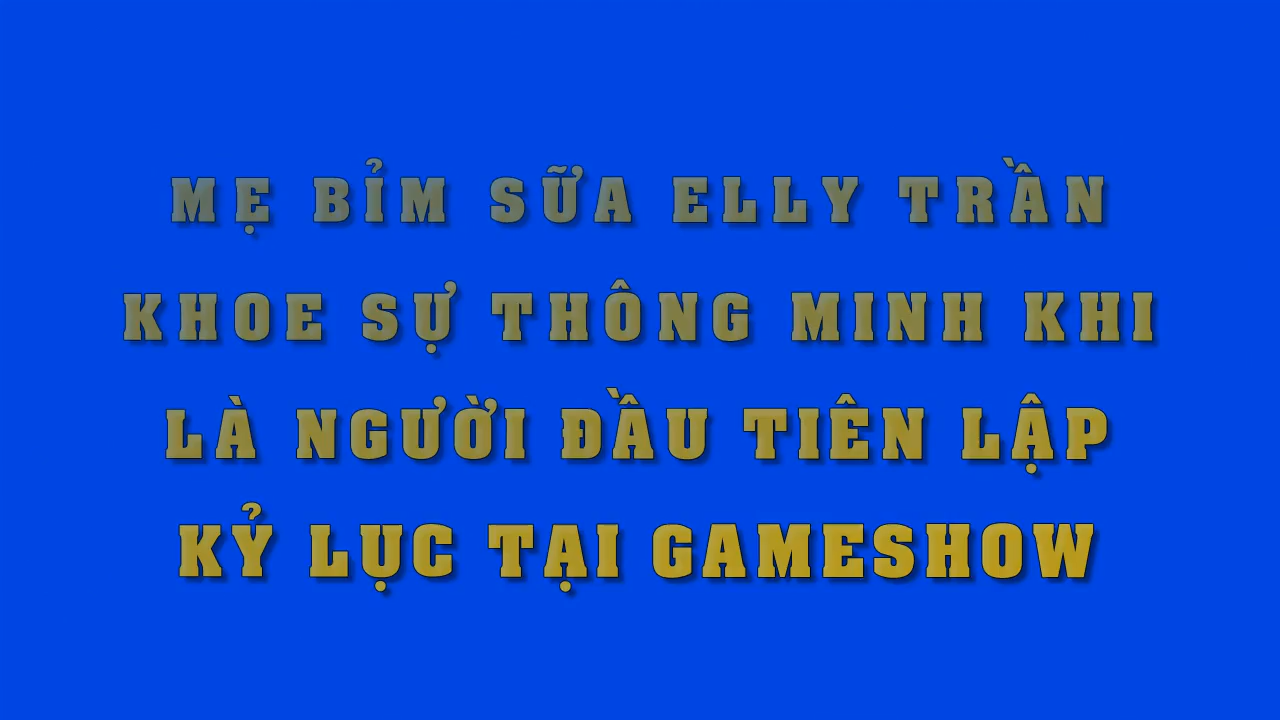 MẸ BỈM SỮA ELLY TRẦN
KHOE SỰ THÔNG MINH KHI
LÀ NGƯỜI ĐẦU TIÊN LẬP
KỶ LỤC TẠI GAMESHOW